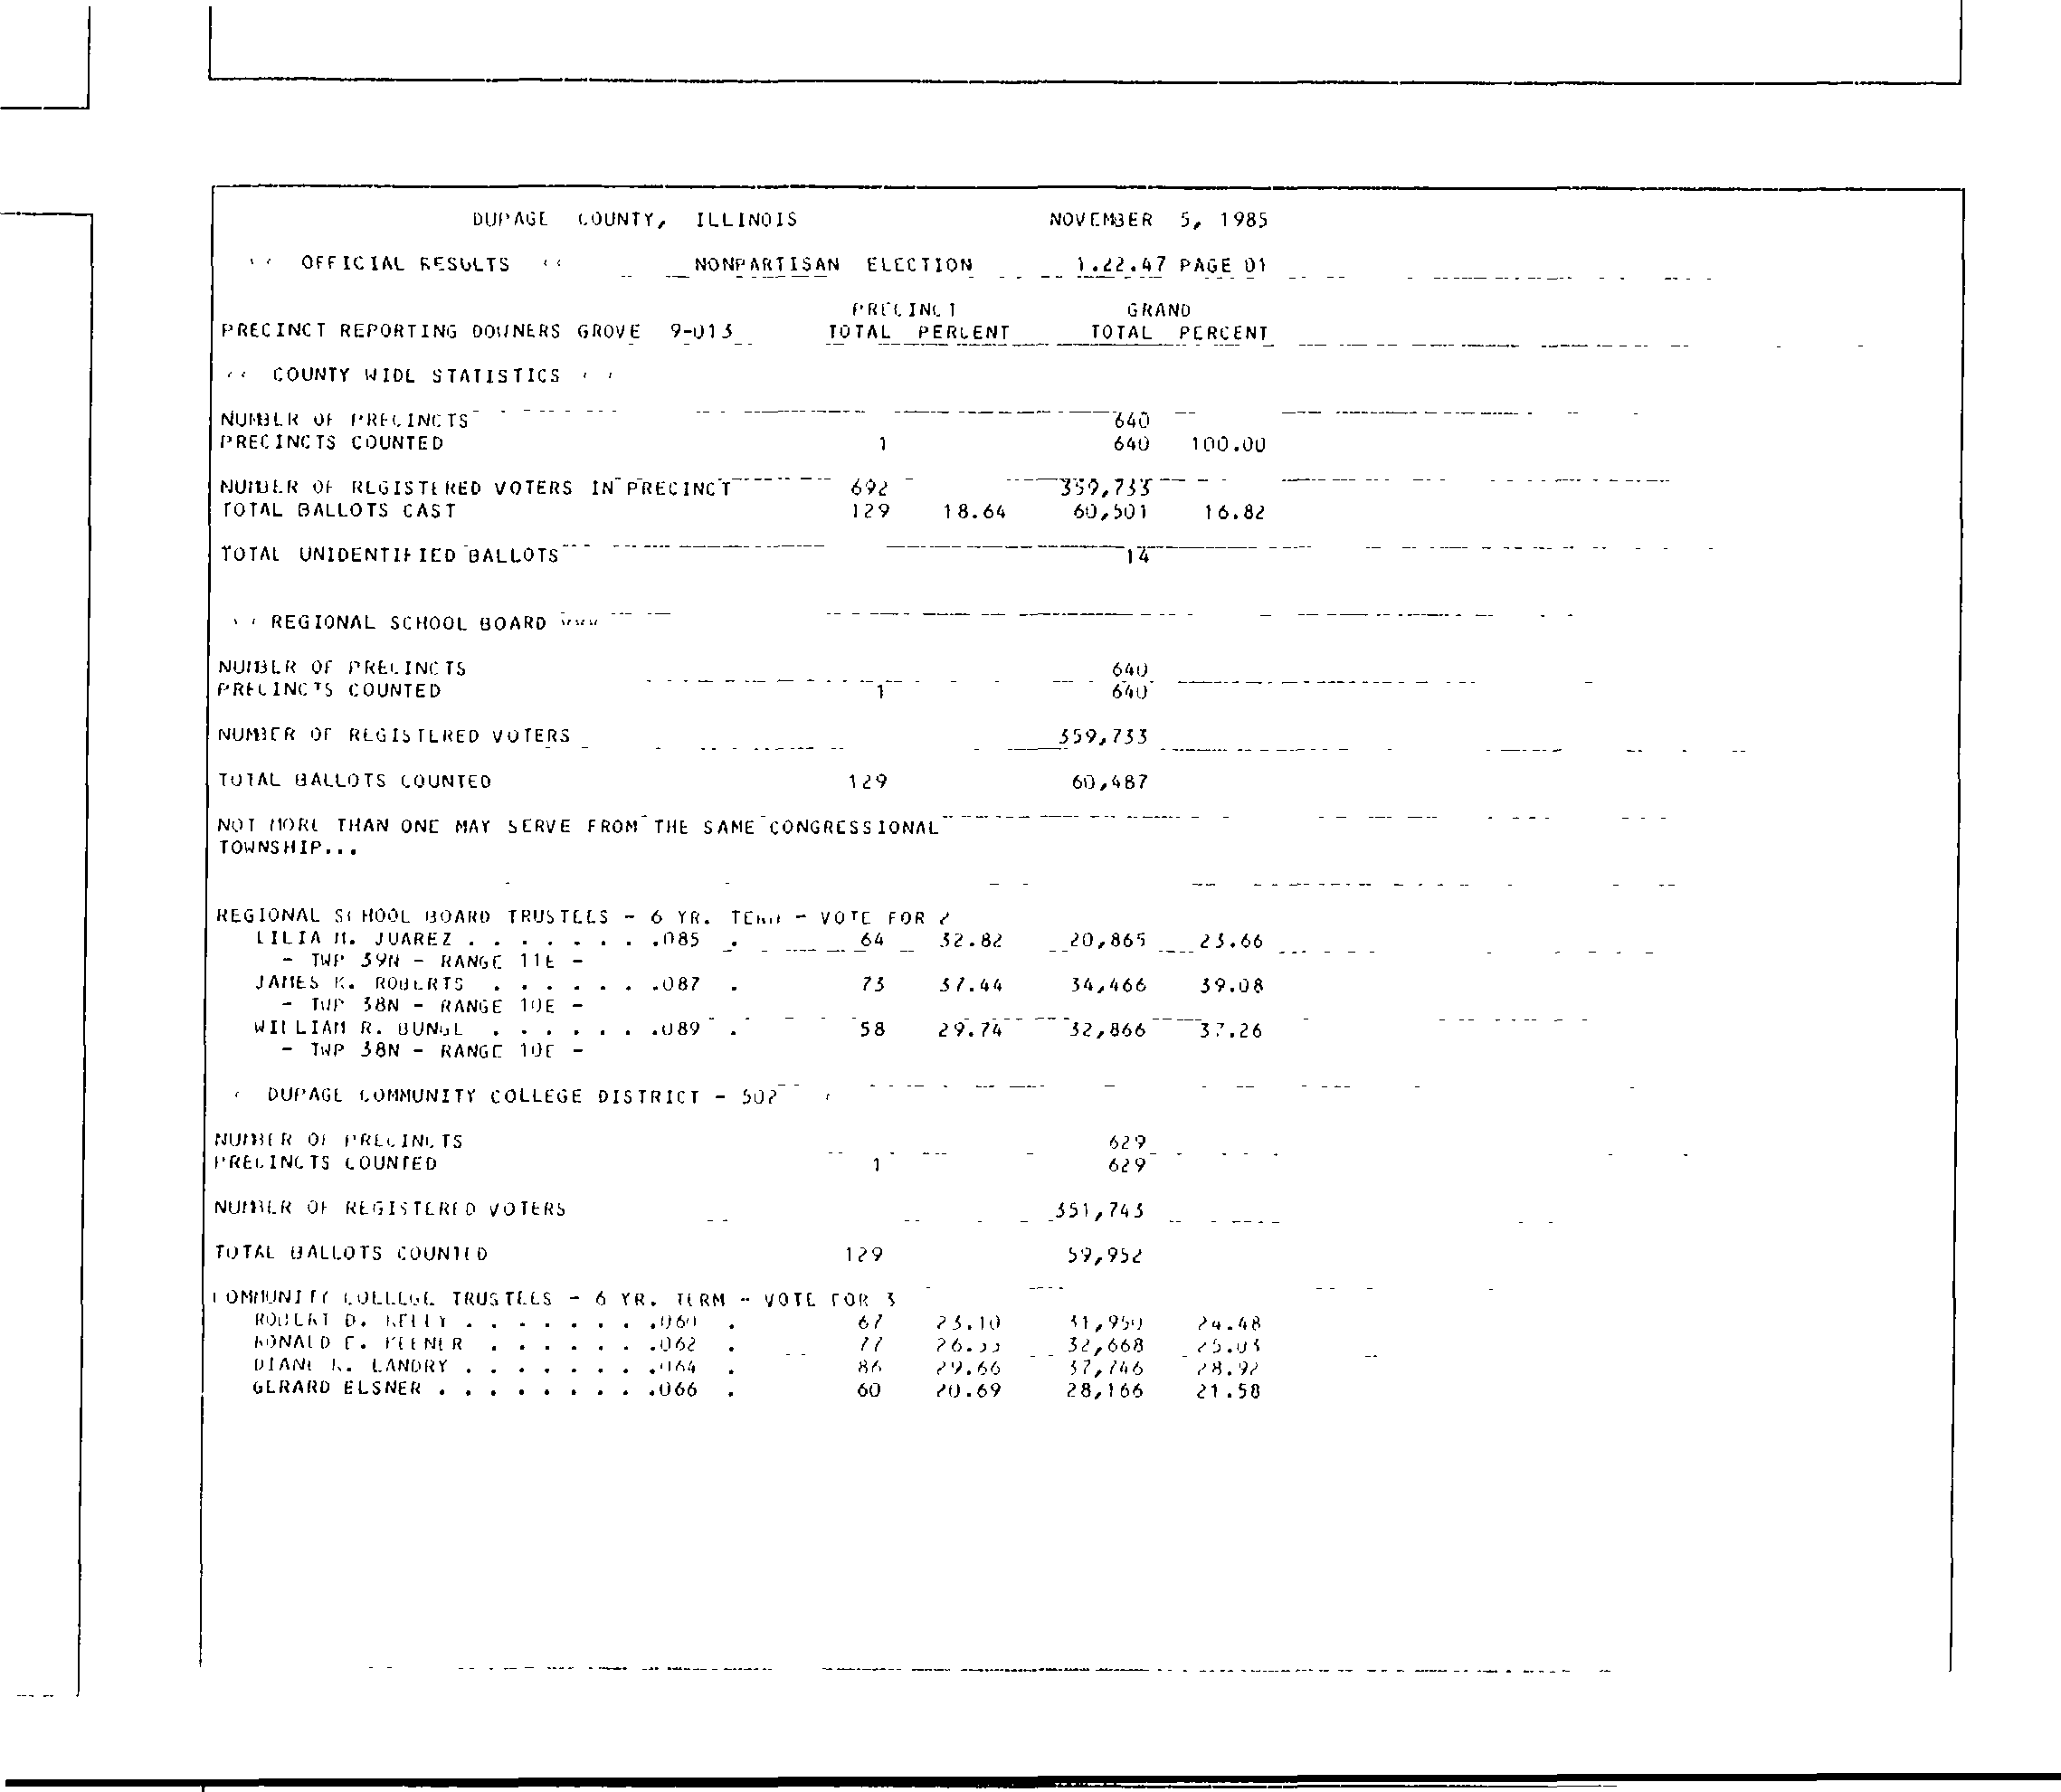 DUPAGE COUNTY, ILLINOIS NOVEMBER 5, 1985
OFFICIAL RESULTS NONPARTISAN ELECTION 1.22.47 PAGE 01
PRECINCT GRAND
PRECINCT REPORTING DOWNERS GROVE 9-013 TOTAL PERCENT TOTAL PERCENT
COUNTY WIDE STATISTICS
NUMBER OF PRECINCTS 640
PRECINCTS COUNTED 1 640 100.00
NUMBER OF REGISTERED VOTERS IN PRECINCT 692 359,733
TOTAL BALLOTS CAST 129 18.64 60,501 16.82
TOTAL UNIDENTIFIED BALLOTS 14
REGIONAL SCHOOL BOARD
NUMBER OF PRECINCTS 640
PRECINCTS COUNTED 1 640
NUMBER OF REGISTERED VOTERS 359,733
TOTAL BALLOTS COUNTED 129 60,487
NOT MORE THAN ONE MAY SERVE FROM THE SAME CONGRESSIONAL
TOWNSHIP...
REGIONAL SCHOOL BOARD TRUSTEES - 6 YR. TERM - VOTE FOR 2
LILIA M. JUAREZ . . . . . . . .085 . 64 32.82 20,865 23.66
- TWP 39N - RANGE 11E -
JAMES K. ROBERTS . . . . . . .087 . 73 37.44 34,466 39.08
- TWP 38N - RANGE 10E -
WILLIAM R. BUNGE . . . . . . .089 . 58 29.74 32,866 37.26
- TWP 38N - RANGE 10E -
DUPAGE COMMUNITY COLLEGE DISTRICT - 502
NUMBER OF PRECINCTS 629
PRECINCTS COUNTED 1 629
NUMBER OF REGISTERED VOTERS 351,743
TOTAL BALLOTS COUNTED 129 59,952
COMMUNITY COLLEGE TRUSTEES - 6 YR. TERM - VOTE FOR 3
ROBERT D. KELLY . . . . . . . .060 . 67 23.10 31,950 24.48
RONALD E. KEENER . . . . . . .062 . 77 26.55 32,668 25.03
DIANE K. LANDRY . . . . . . . .064 . 86 29.66 37,746 28.92
GERARD ELSNER . . . . . . . . .066 . 60 20.69 28,166 21.58